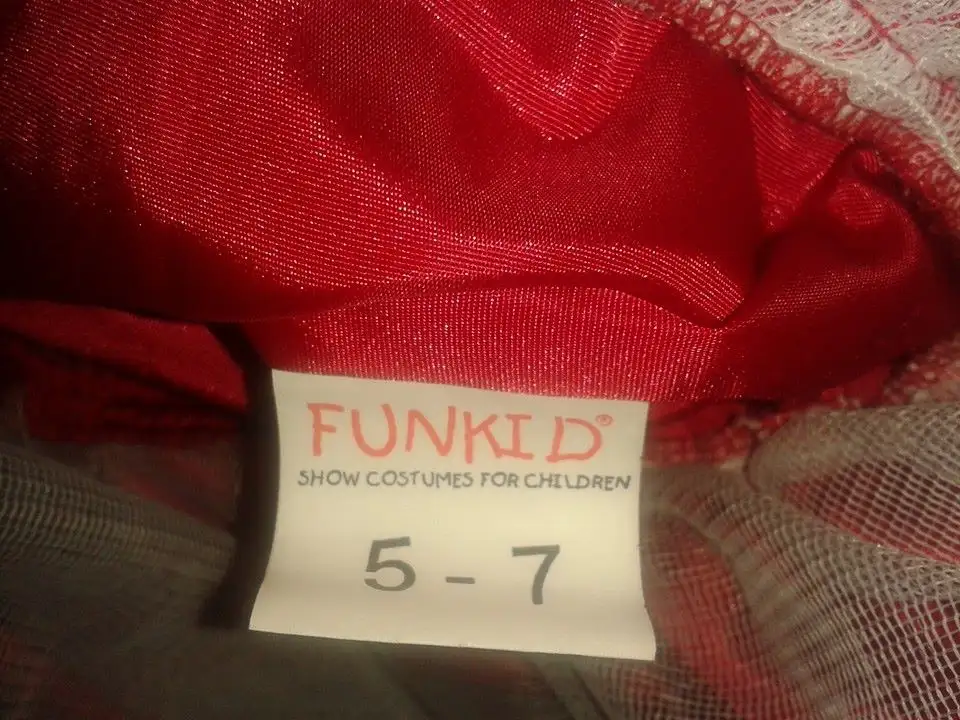 FUNKID®
SHOW COSTUMES FOR CHILDREN
5 - 7